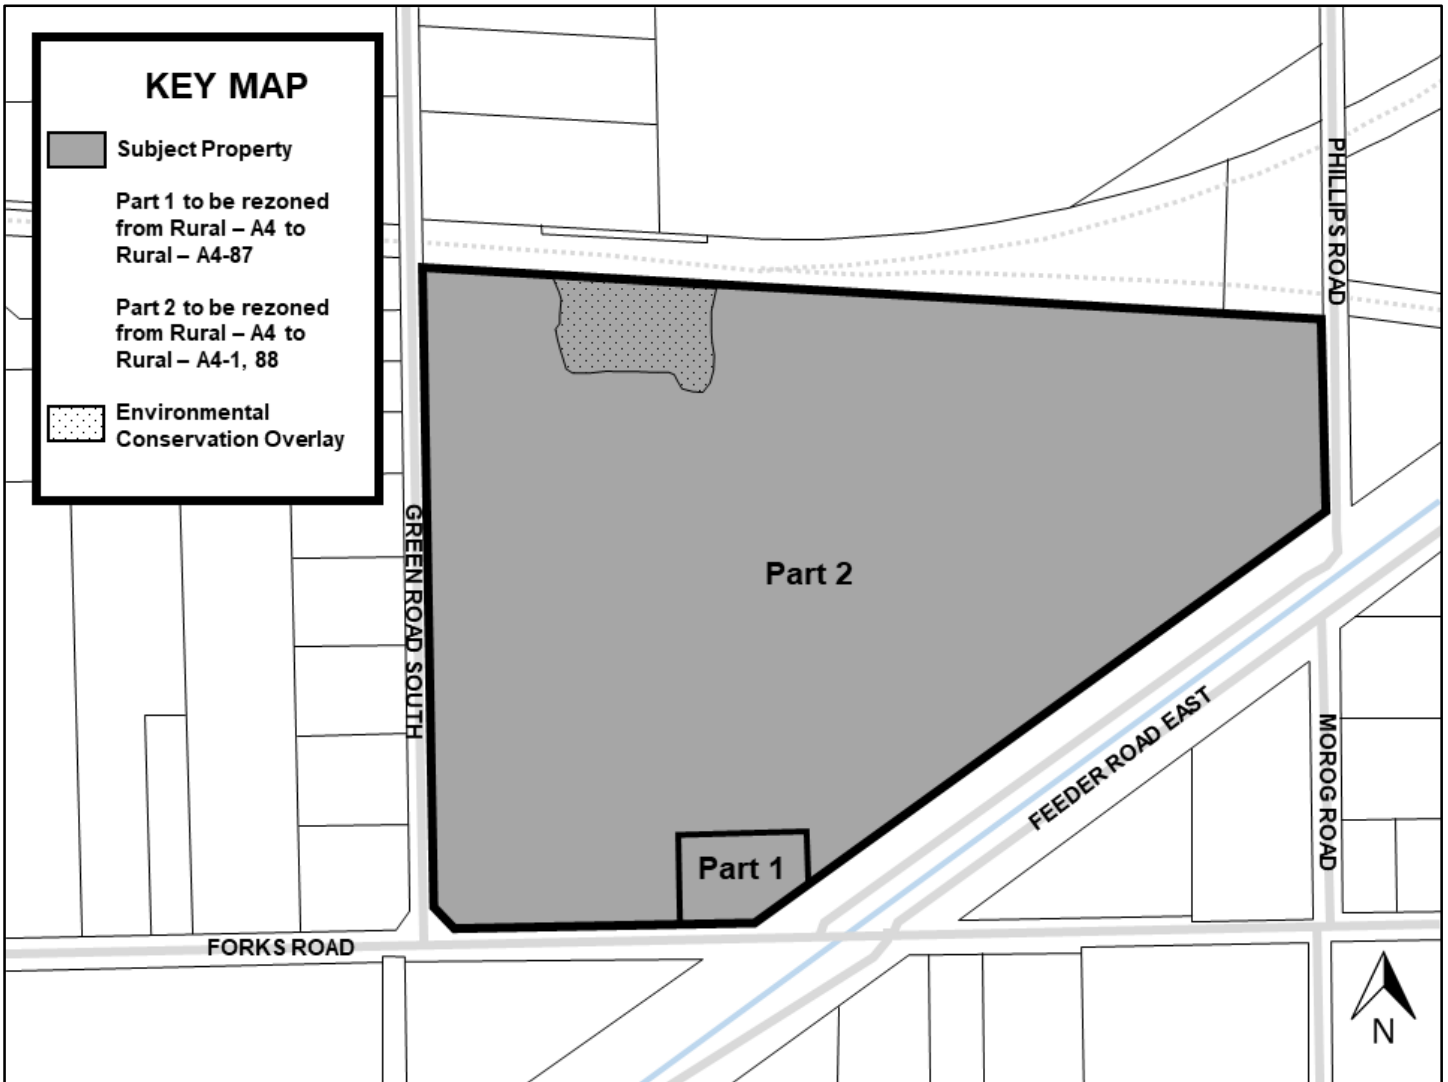 KEY MAP
Subject Property
Part 1 to be rezoned
from Rural – A4 to
Rural – A4-87
Part 2 to be rezoned
from Rural – A4 to
Rural – A4-1, 88
Environmental
Conservation Overlay
PHILLIPS ROAD
GREEN ROAD SOUTH
Part 2
FEEDER ROAD EAST
MOROG ROAD
Part 1
FORKS ROAD
N